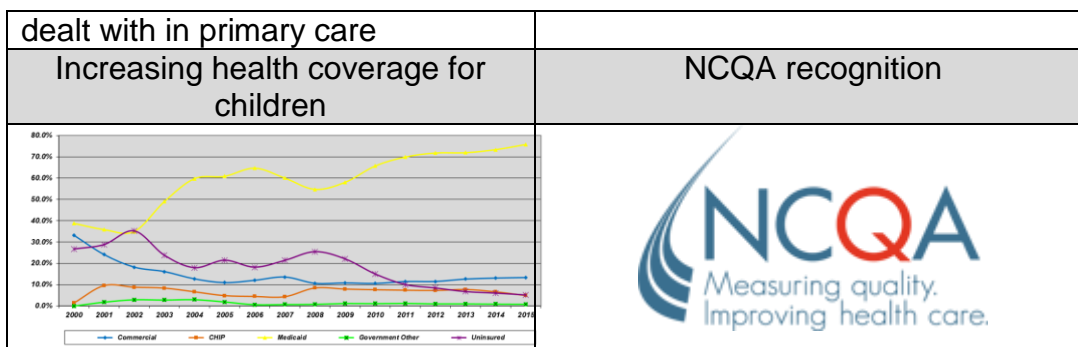 dealt with in primary care
Increasing health coverage for
children
NCQA recognition
80.0%
70.0%
60.0%
50.0%
40.0%
30.0%
20.0%
10.0%
0.0%
2000 2001 2002 2003 2004 2005 2006 2007 2008 2009 2010 2011 2012 2013 2014 2015
Commercial CHIP Medicaid Government Other Uninsured
NCQA
Measuring quality.
Improving health care.